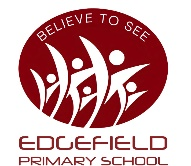 BELIEVE TO SEE
EDGEFIELD
PRIMARY SCHOOL